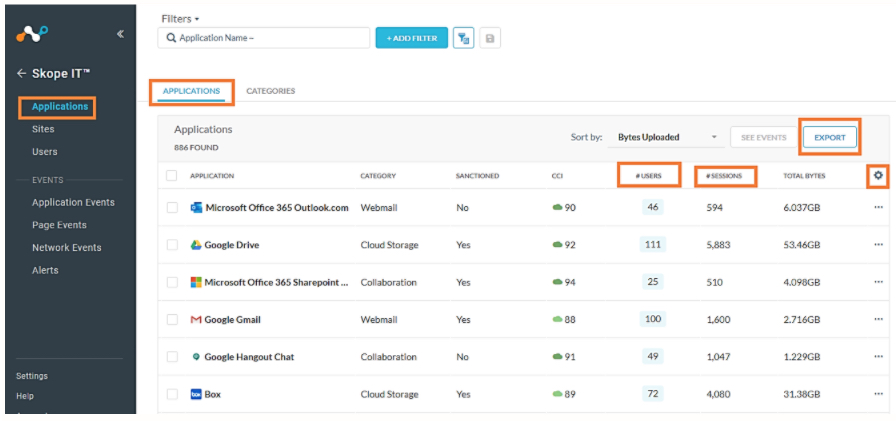 Filters
Application Name ~
+ ADD FILTER
Skope IT™
Applications
Sites
Users
EVENTS
Application Events
Page Events
Network Events
Alerts
Settings
Help
APPLICATIONS CATEGORIES
Applications
886 FOUND
Sort by: Bytes Uploaded SEE EVENTS EXPORT
APPLICATION CATEGORY SANCTIONED CCI # USERS # SESSIONS TOTAL BYTES
Microsoft Office 365 Outlook.com Webmail No 90 46 594 6.037GB ...
Google Drive Cloud Storage Yes 92 111 5,883 53.46GB ...
Microsoft Office 365 Sharepoint ... Collaboration Yes 94 25 510 4.098GB ...
Google Gmail Webmail Yes 88 100 1,600 2.716GB ...
Google Hangout Chat Collaboration No 91 49 1,047 1.229GB ...
box Box Cloud Storage Yes 89 72 4,080 31.38GB ...